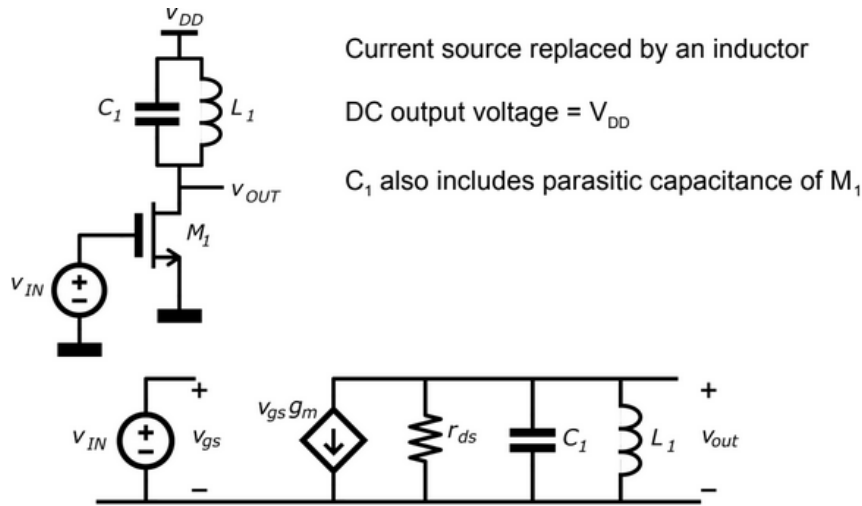 V_DD
Current source replaced by an inductor
C_1
L_1
DC output voltage = V_DD
v_OUT
C_1 also includes parasitic capacitance of M_1
M_1
v_IN
+
−
+
+
v_IN
+
−
v_gs
v_gs g_m
r_ds
C_1
L_1
v_out
−
−